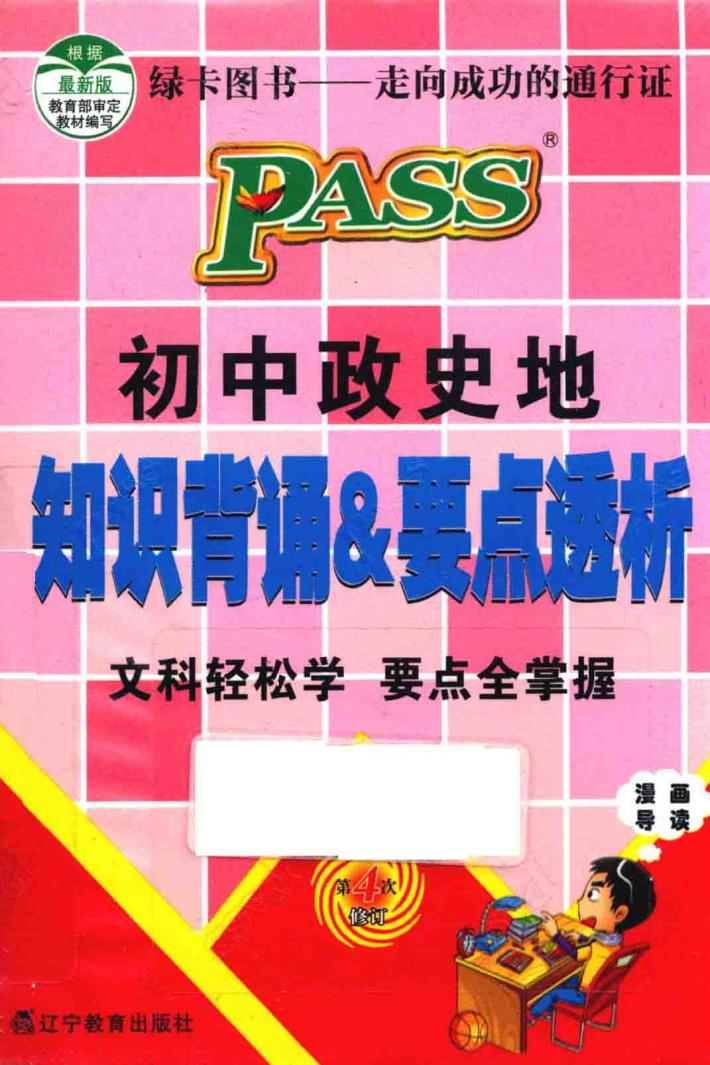 根据
最新版
教育部审定
教材编写
绿卡图书——走向成功的通行证
PASS®
初中政史地
知识背诵&要点透析
文科轻松学 要点全掌握
漫画
导读
第4次
修订
辽宁教育出版社